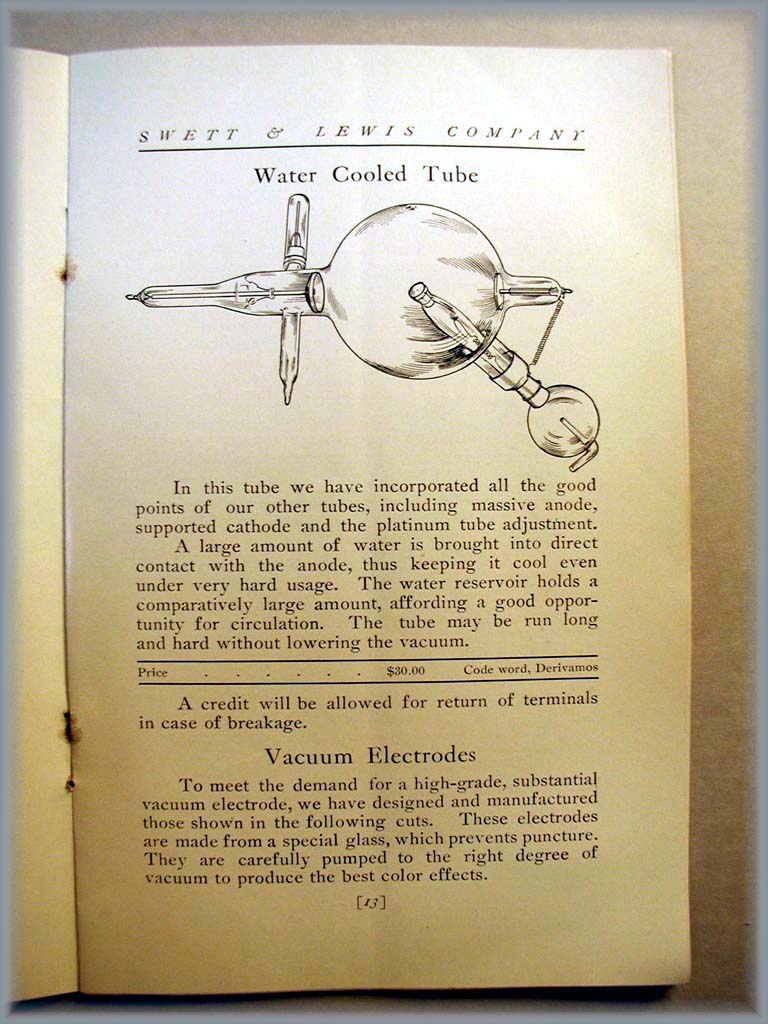 SWETT & LEWIS COMPANY
Water Cooled Tube
In this tube we have incorporated all the good
points of our other tubes, including massive anode,
supported cathode and the platinum tube adjustment.
A large amount of water is brought into direct
contact with the anode, thus keeping it cool even
under very hard usage. The water reservoir holds a
comparatively large amount, affording a good oppor-
tunity for circulation. The tube may be run long
and hard without lowering the vacuum.
Price . . . . . . $30.00 Code word, Derivamos
A credit will be allowed for return of terminals
in case of breakage.
Vacuum Electrodes
To meet the demand for a high-grade, substantial
vacuum electrode, we have designed and manufactured
those shown in the following cuts. These electrodes
are made from a special glass, which prevents puncture.
They are carefully pumped to the right degree of
vacuum to produce the best color effects.
[13]